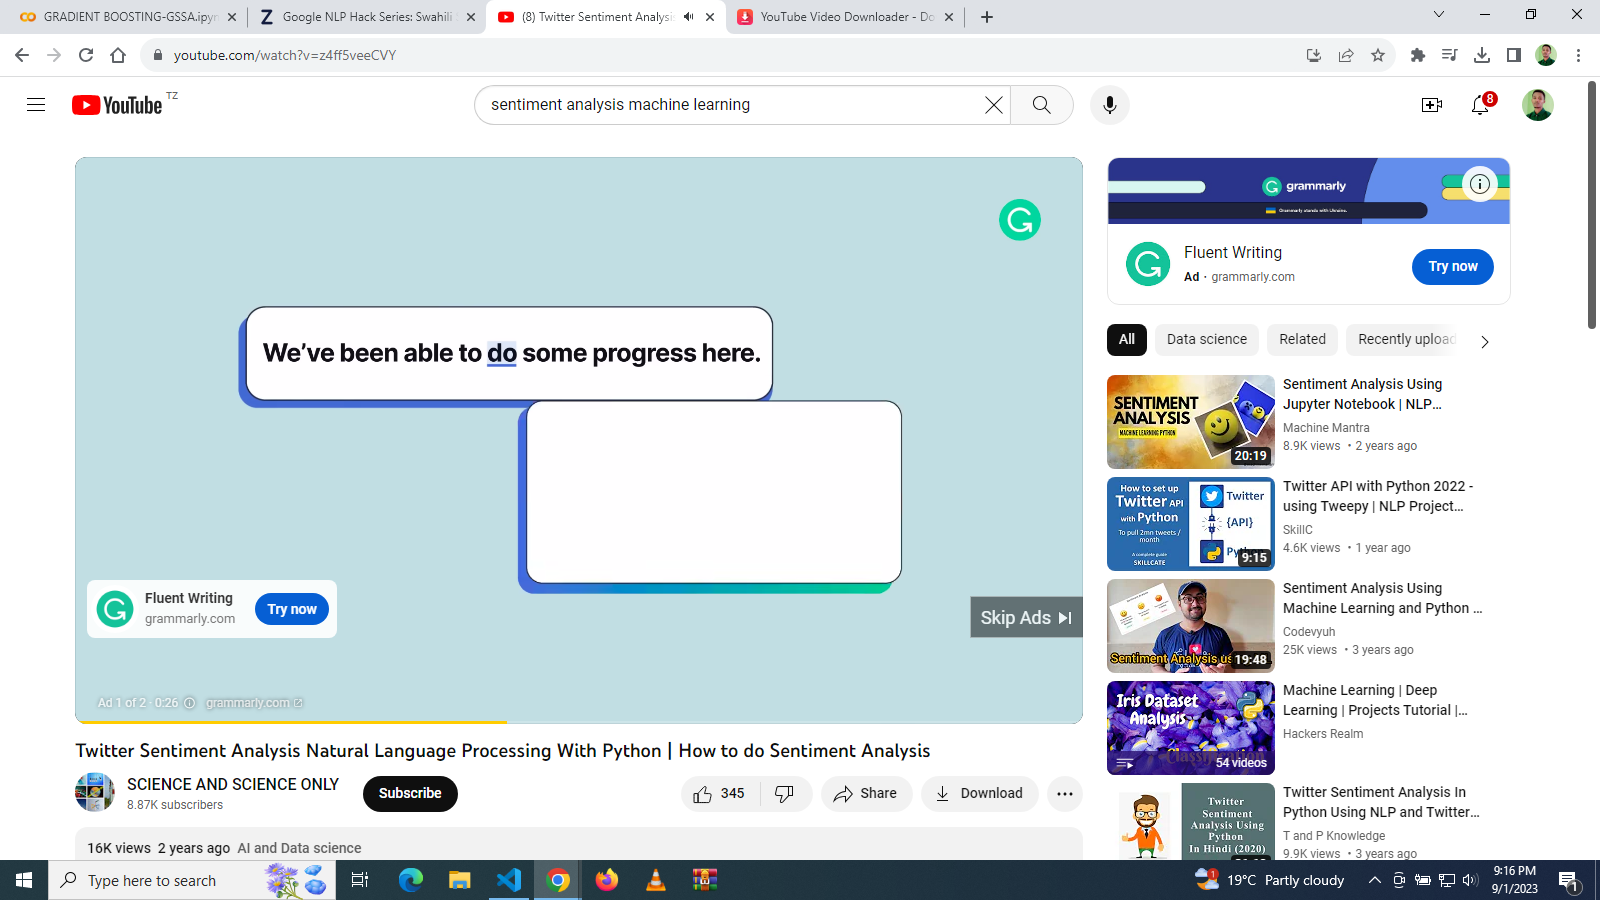 GRADIENT BOOSTING-GSSA.ipyn
Google NLP Hack Series: Swahili
(8) Twitter Sentiment Analysis
YouTube Video Downloader - Do
youtube.com/watch?v=z4ff5veeCVY
YouTube
TZ
sentiment analysis machine learning
8
We've been able to do some progress here.
Fluent Writing
grammarly.com
Try now
Skip Ads
Ad 1 of 2 · 0:26
grammarly.com
Twitter Sentiment Analysis Natural Language Processing With Python | How to do Sentiment Analysis
SCIENCE AND SCIENCE ONLY
8.87K subscribers
Subscribe
345
Share
Download
16K views 2 years ago AI and Data science
grammarly
Grammarly stands with Ukraine.
Fluent Writing
Ad · grammarly.com
Try now
All
Data science
Related
Recently upload
SENTIMENT
ANALYSIS
MACHINE LEARNING PYTHON
20:19
Sentiment Analysis Using
Jupyter Notebook | NLP...
Machine Mantra
8.9K views • 2 years ago
How to set up
Twitter API
with Python
To pull 2mn tweets /
month
A complete guide
SKILLCATE
Twitter
{API}
9:15
Twitter API with Python 2022 -
using Tweepy | NLP Project...
SkillC
4.6K views • 1 year ago
Sentiment Analysis us
19:48
Sentiment Analysis Using
Machine Learning and Python ...
Codevyuh
25K views • 3 years ago
Iris Dataset
Analysis
Classification
54 videos
Machine Learning | Deep
Learning | Projects Tutorial |...
Hackers Realm
Twitter
Sentiment
Analysis Using
Python
In Hindi (2020)
Twitter Sentiment Analysis In
Python Using NLP and Twitter...
T and P Knowledge
9.9K views • 3 years ago
Type here to search
1
19°C Partly cloudy
9:16 PM
9/1/2023
1